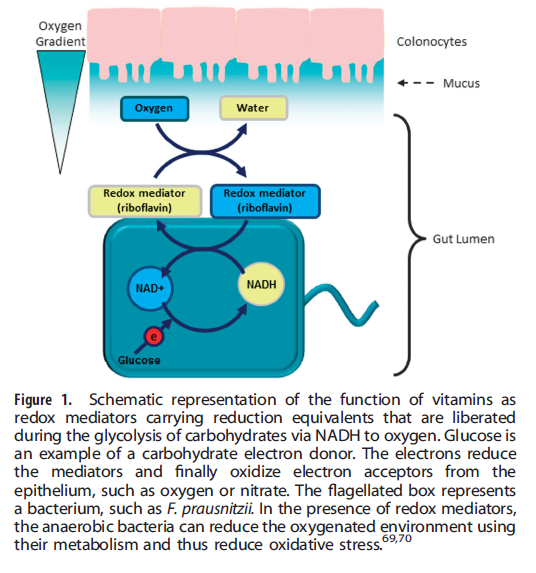 Oxygen
Gradient
Colonocytes
Mucus
Oxygen
Water
Redox mediator
(riboflavin)
Redox mediator
(riboflavin)
Gut Lumen
NAD+
NADH
e
Glucose
Figure 1. Schematic representation of the function of vitamins as
redox mediators carrying reduction equivalents that are liberated
during the glycolysis of carbohydrates via NADH to oxygen. Glucose is
an example of a carbohydrate electron donor. The electrons reduce
the mediators and finally oxidize electron acceptors from the
epithelium, such as oxygen or nitrate. The flagellated box represents
a bacterium, such as F. prausnitzii. In the presence of redox mediators,
the anaerobic bacteria can reduce the oxygenated environment using
their metabolism and thus reduce oxidative stress.69,70